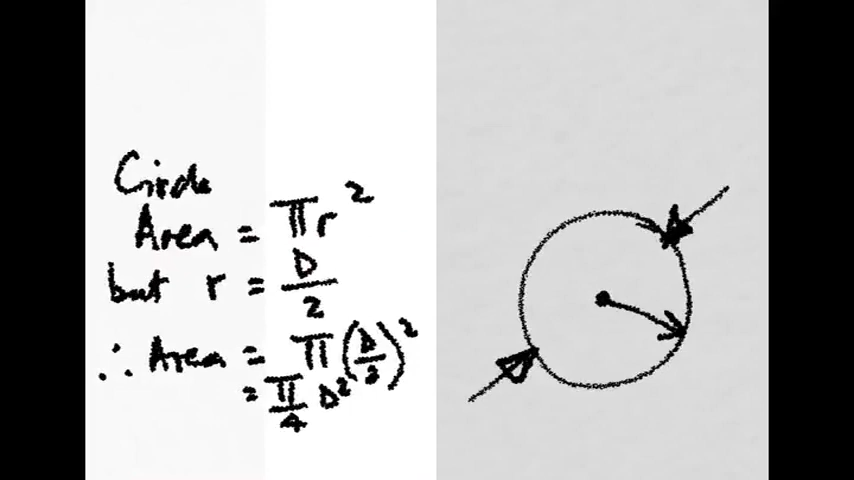 Circle
Area = πr²
but r = D/2
∴ Area = π(D/2)²
= π/4 D²